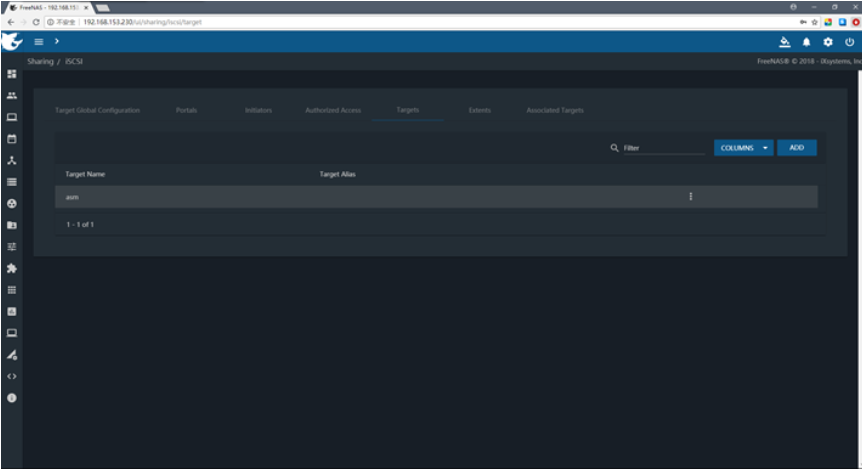 FreeNAS - 192.168.153
不安全 | 192.168.153.230/ui/sharing/iscsi/target
Sharing / iSCSI
FreeNAS® © 2018 - iXsystems, Inc
Target Global Configuration Portals Initiators Authorized Access Targets Extents Associated Targets
Filter COLUMNS ADD
Target Name Target Alias
asm
1 - 1 of 1